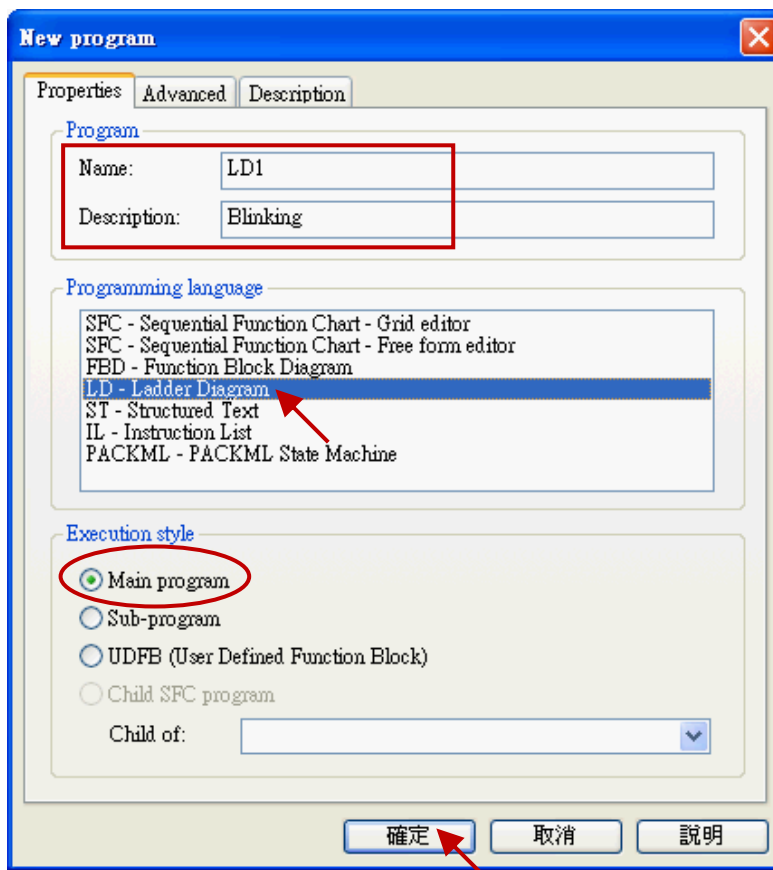 New program
Properties Advanced Description
Program
Name: LD1
Description: Blinking
Programming language
SFC - Sequential Function Chart - Grid editor
SFC - Sequential Function Chart - Free form editor
FBD - Function Block Diagram
LD - Ladder Diagram
ST - Structured Text
IL - Instruction List
PACKML - PACKML State Machine
Execution style
Main program
Sub-program
UDFB (User Defined Function Block)
Child SFC program
Child of:
確定 取消 說明